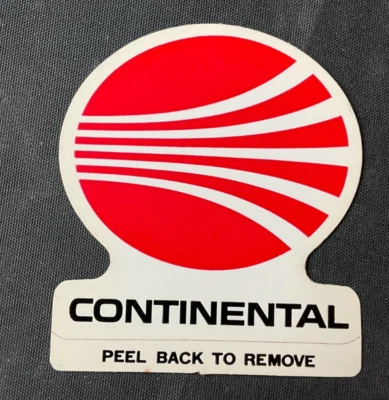 CONTINENTAL
PEEL BACK TO REMOVE